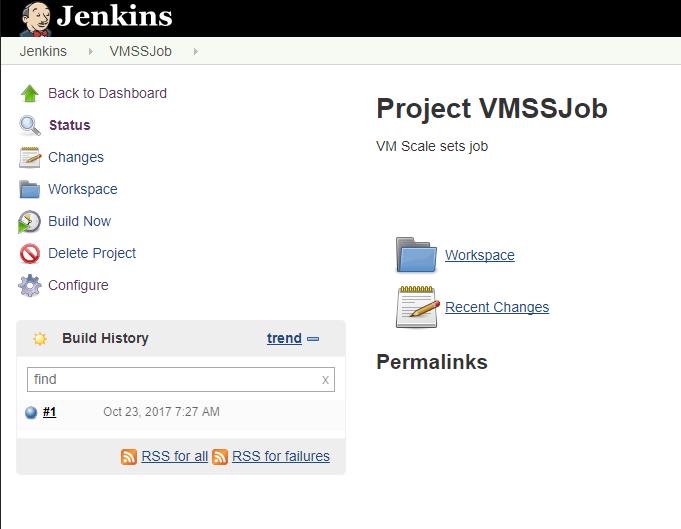 Jenkins
Jenkins VMSSJob
Back to Dashboard
Status
Changes
Workspace
Build Now
Delete Project
Configure
Build History trend
find x
#1 Oct 23, 2017 7:27 AM
RSS for all RSS for failures
Project VMSSJob
VM Scale sets job
Workspace
Recent Changes
Permalinks